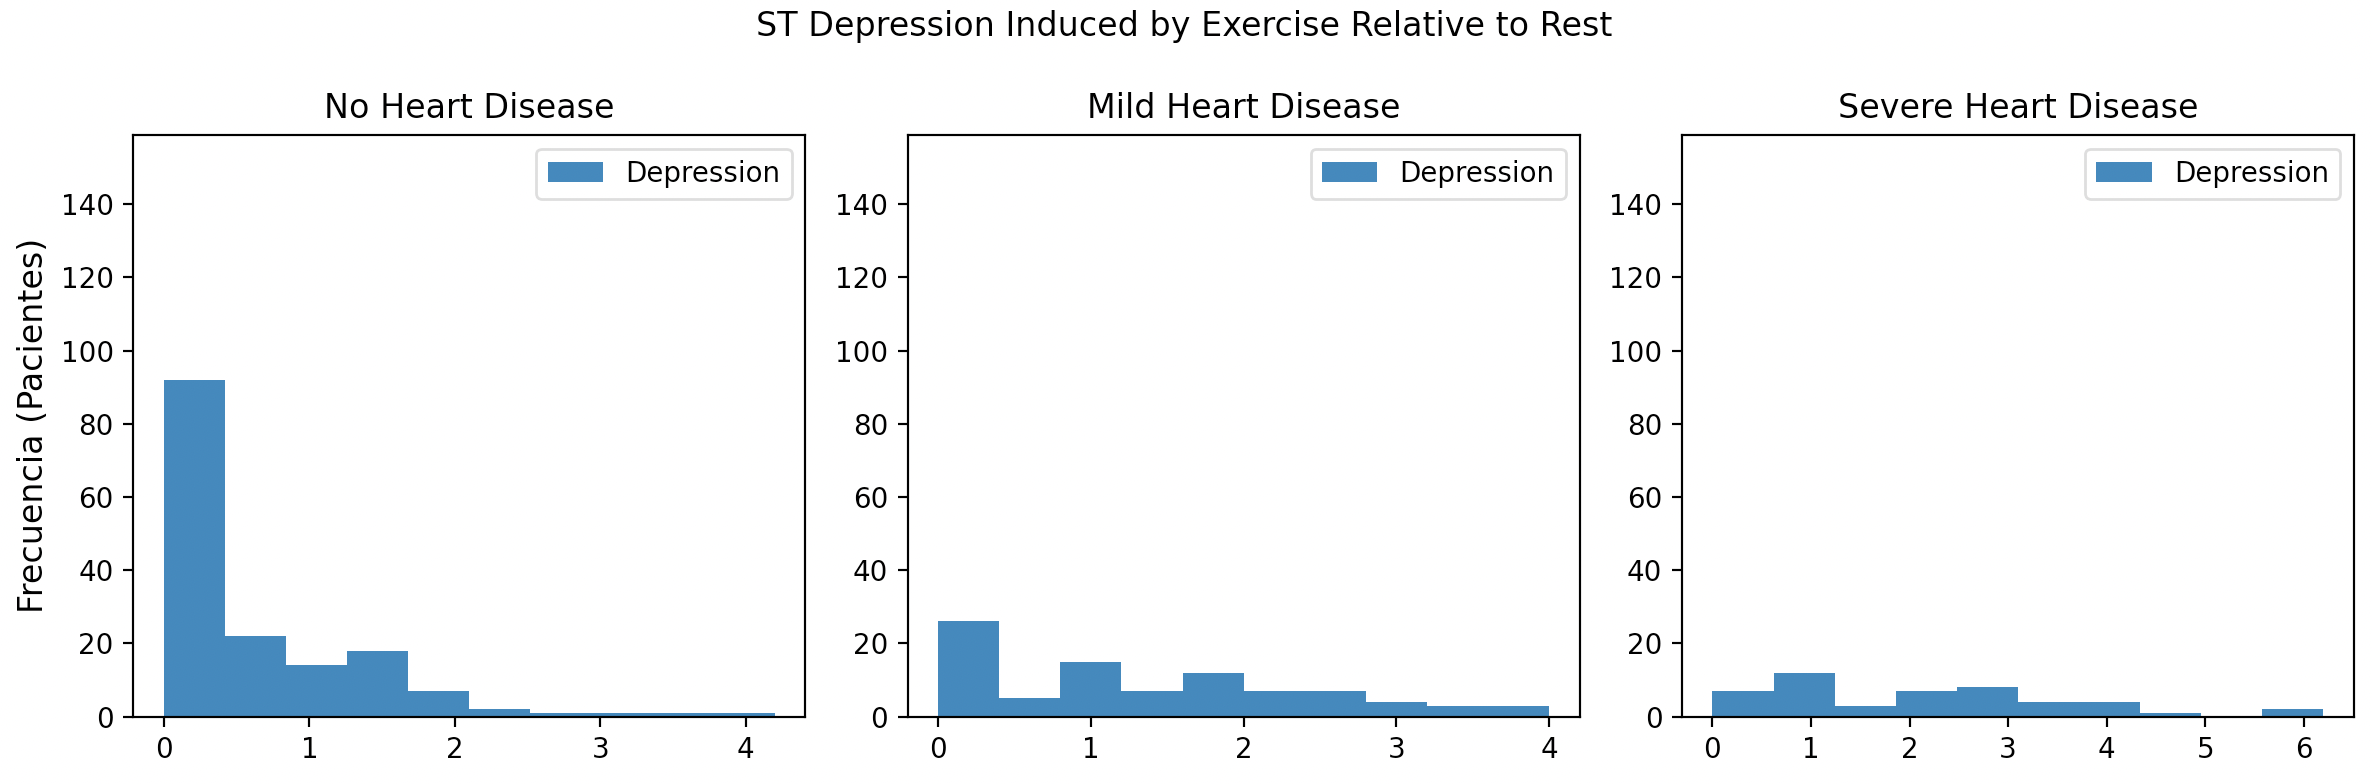 ST Depression Induced by Exercise Relative to Rest
No Heart Disease
Mild Heart Disease
Severe Heart Disease
Frecuencia (Pacientes)
Depression
140
120
100
80
60
40
20
0
0 1 2 3 4
Depression
140
120
100
80
60
40
20
0
0 1 2 3 4
Depression
140
120
100
80
60
40
20
0
0 1 2 3 4 5 6